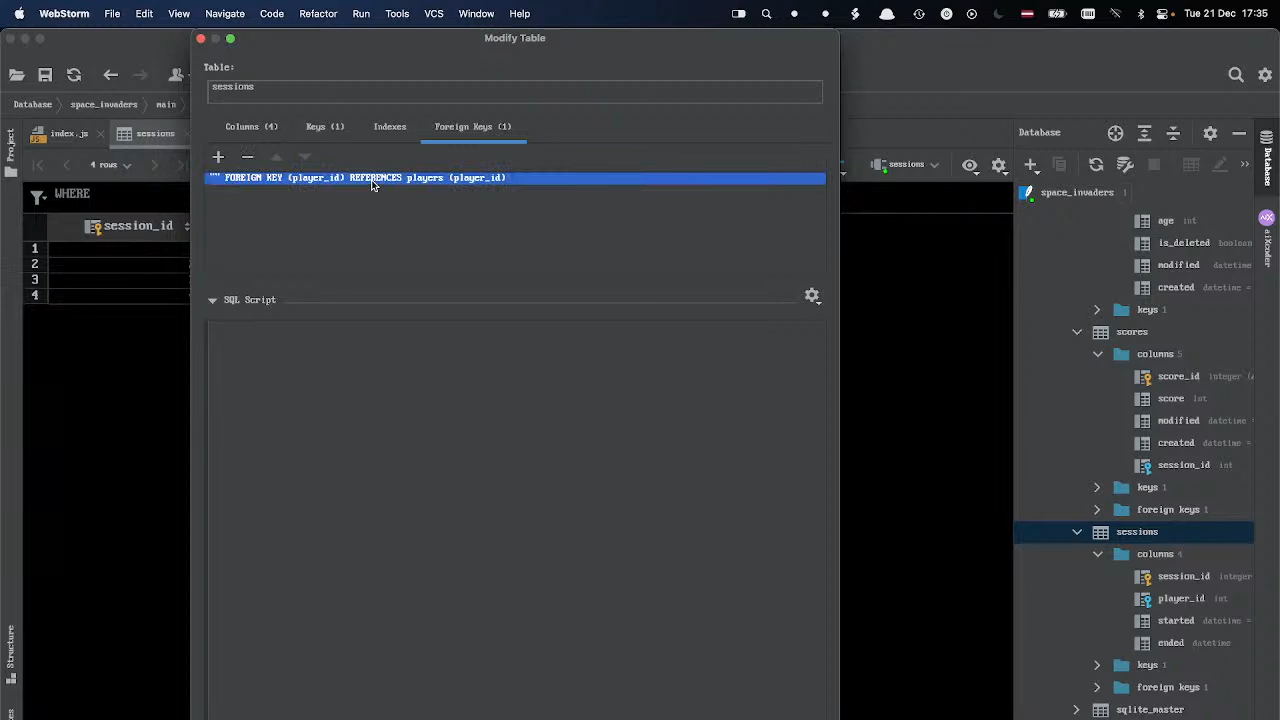 WebStorm File Edit View Navigate Code Refactor Run Tools VCS Window Help Tue 21 Dec 17:35
Modify Table
Table:
sessions
Columns (4) Keys (1) Indexes Foreign Keys (1)
"" FOREIGN KEY (player_id) REFERENCES players (player_id)
SQL Script
Database space_invaders main
index.js sessions
4 rows
WHERE
session_id
1
2
3
4
Project
Structure
sessions
Database
space_invaders 1
age int
is_deleted boolean
modified datetime
created datetime =
keys 1
scores
columns 5
score_id integer (A
score int
modified datetime =
created datetime =
session_id int
keys 1
foreign keys 1
sessions
columns 4
session_id integer
player_id int
started datetime =
ended datetime
keys 1
foreign keys 1
sqlite_master
Database
aiXcoder